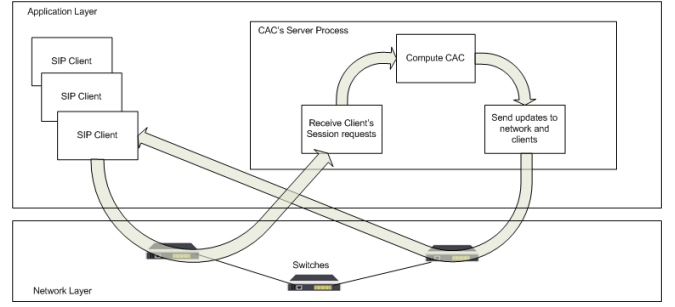 Application Layer
CAC's Server Process
SIP Client
SIP Client
SIP Client
Compute CAC
Receive Client's
Session requests
Send updates to
network and
clients
Switches
Network Layer